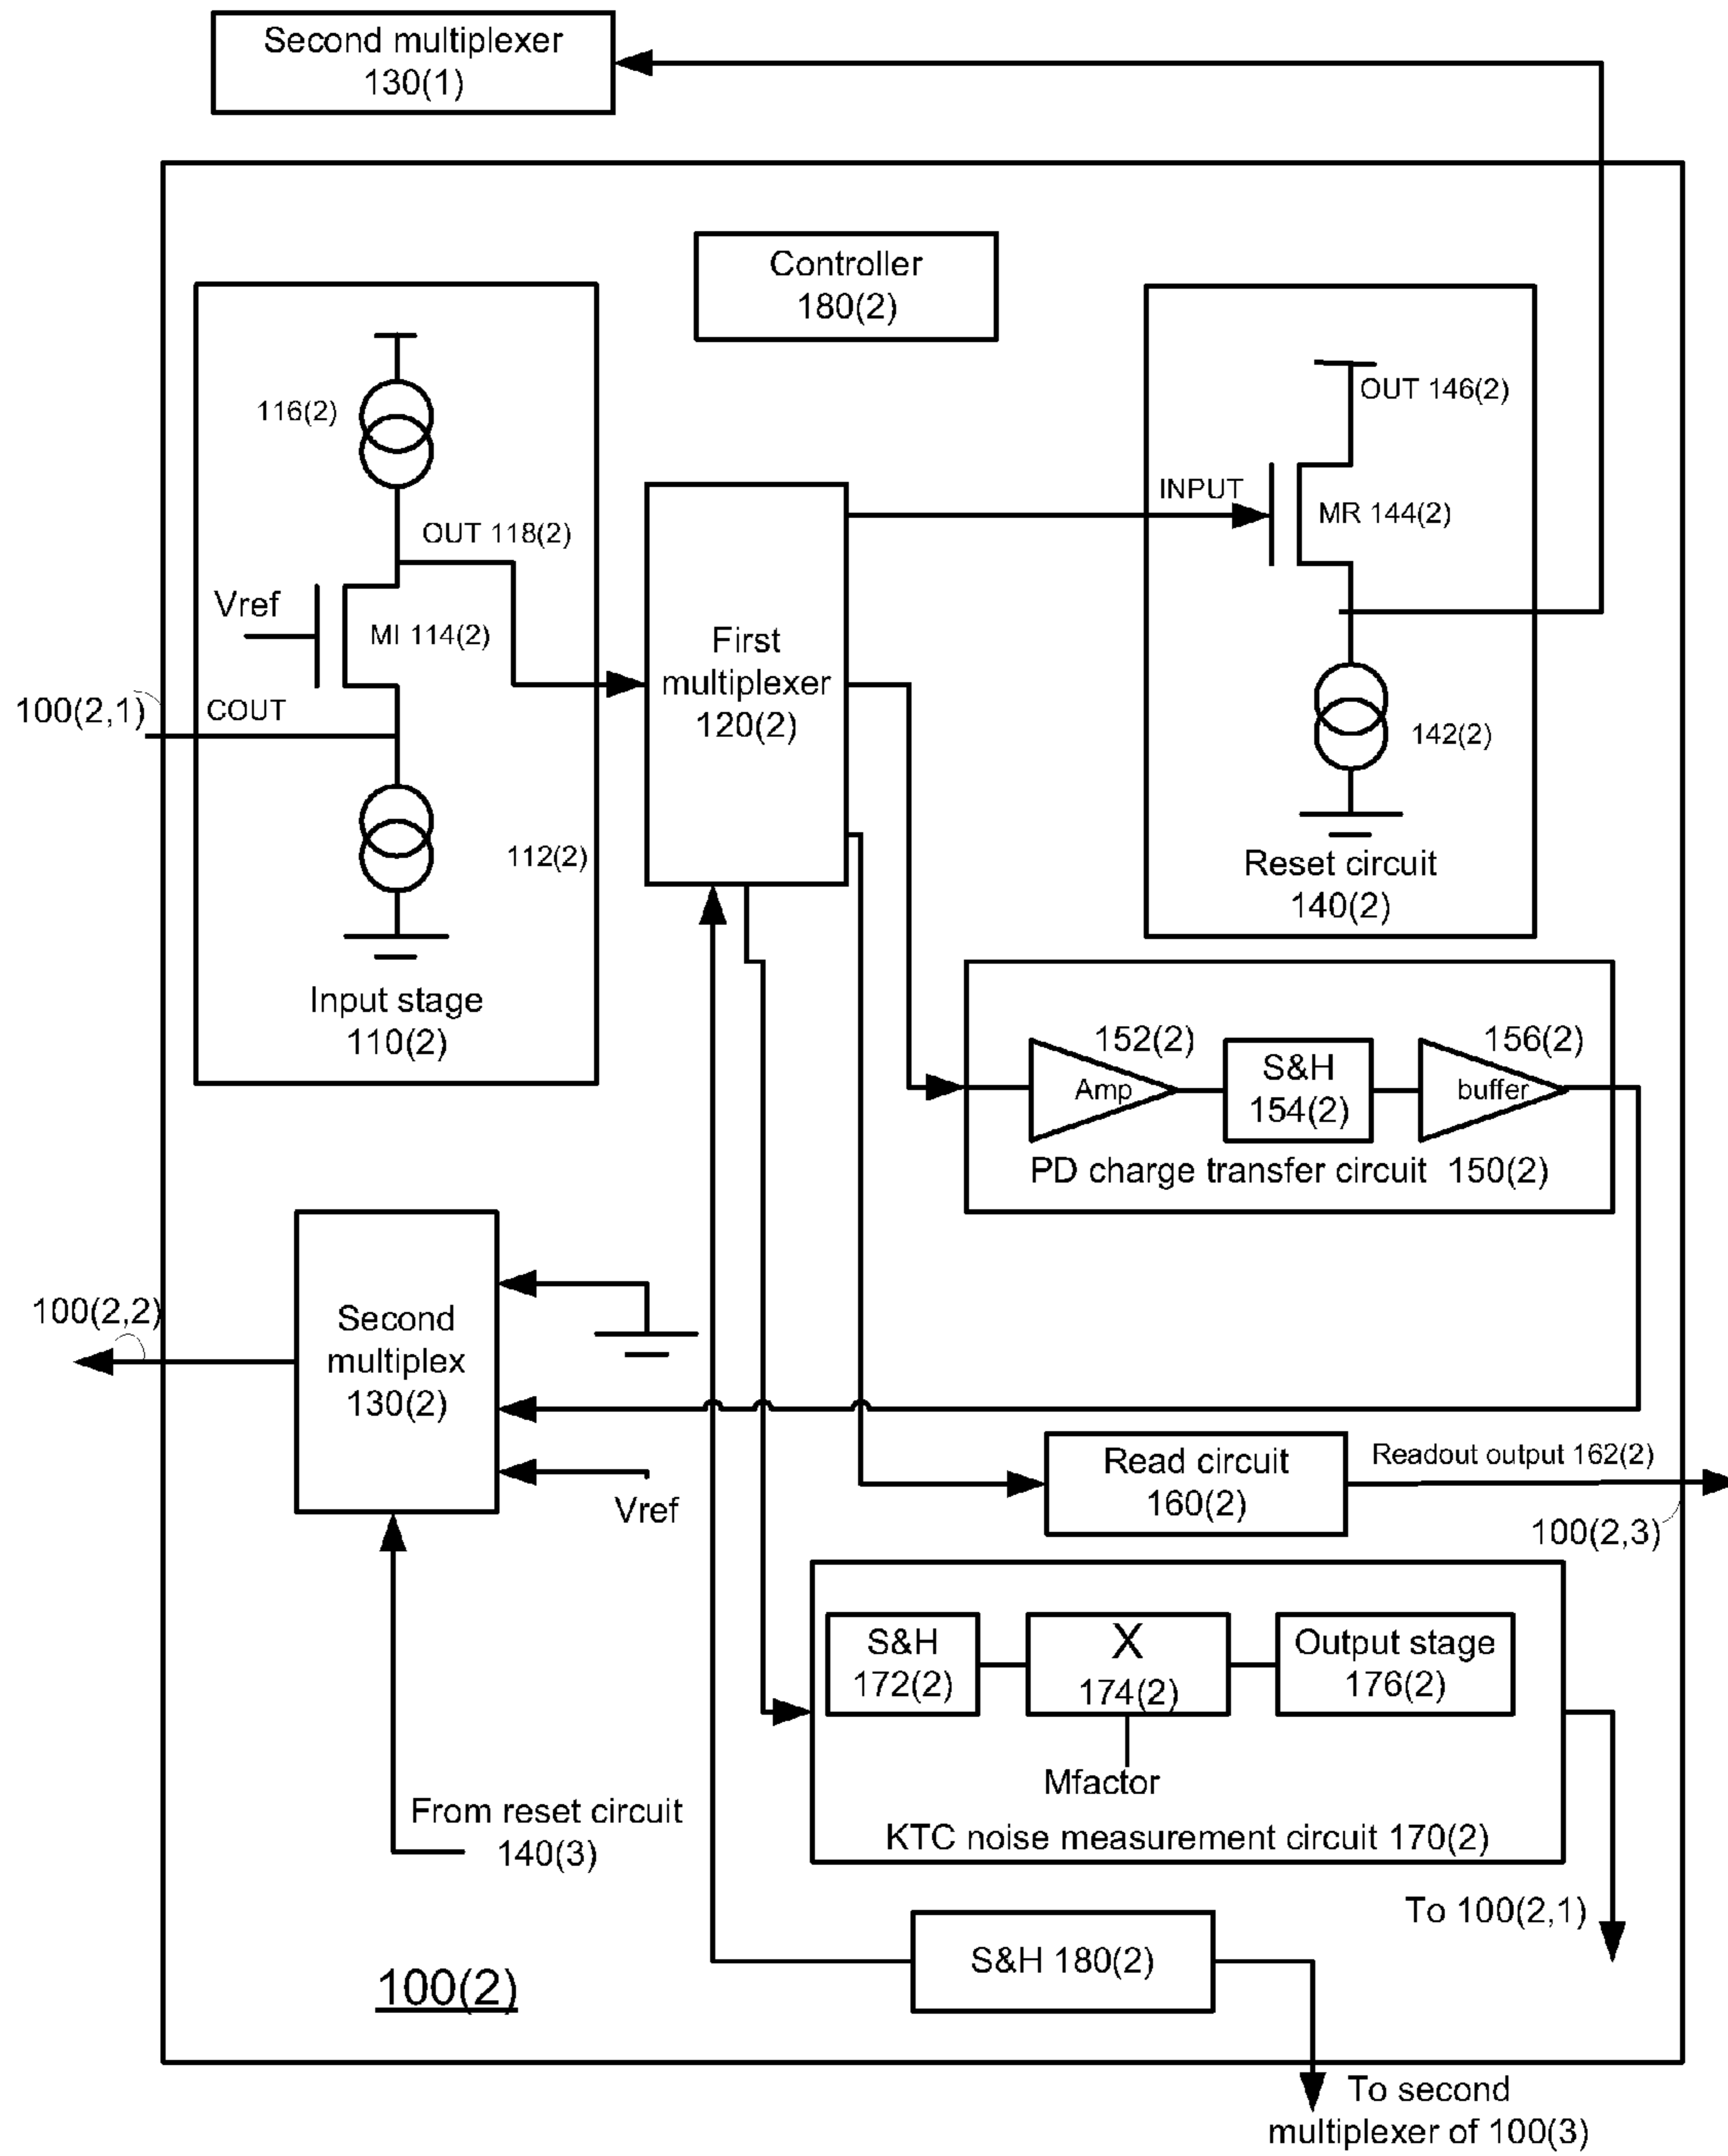 Second multiplexer
130(1)
Controller
180(2)
116(2)
OUT 118(2)
Vref
MI 114(2)
100(2,1)
COUT
112(2)
Input stage
110(2)
First
multiplexer
120(2)
OUT 146(2)
INPUT
MR 144(2)
142(2)
Reset circuit
140(2)
152(2)
Amp
S&H
154(2)
156(2)
buffer
PD charge transfer circuit 150(2)
100(2,2)
Second
multiplex
130(2)
Vref
From reset circuit
140(3)
Read circuit
160(2)
Readout output 162(2)
100(2,3)
S&H
172(2)
X
174(2)
Output stage
176(2)
Mfactor
KTC noise measurement circuit 170(2)
To 100(2,1)
S&H 180(2)
100(2)
To second
multiplexer of 100(3)